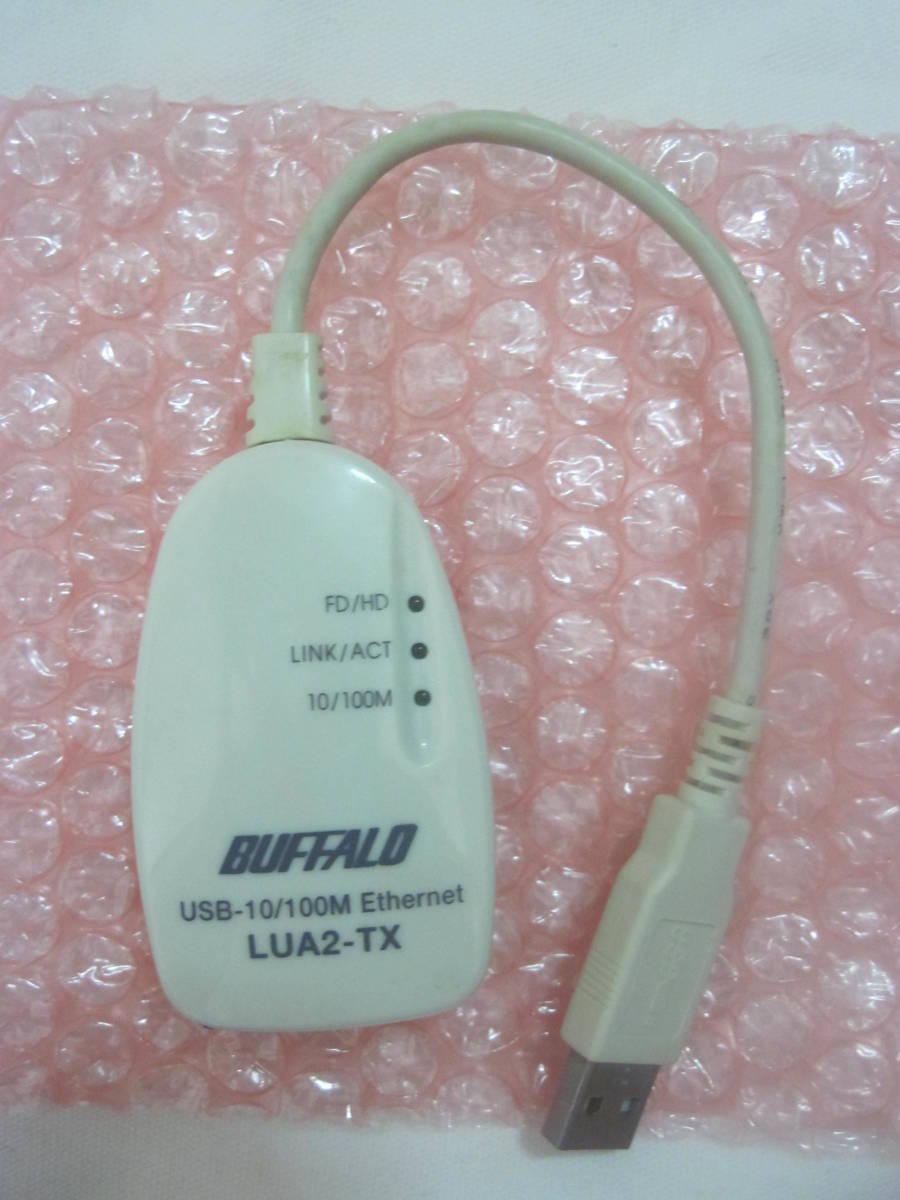 FD/HD
LINK/ACT
10/100M
BUFFALO
USB-10/100M Ethernet
LUA2-TX